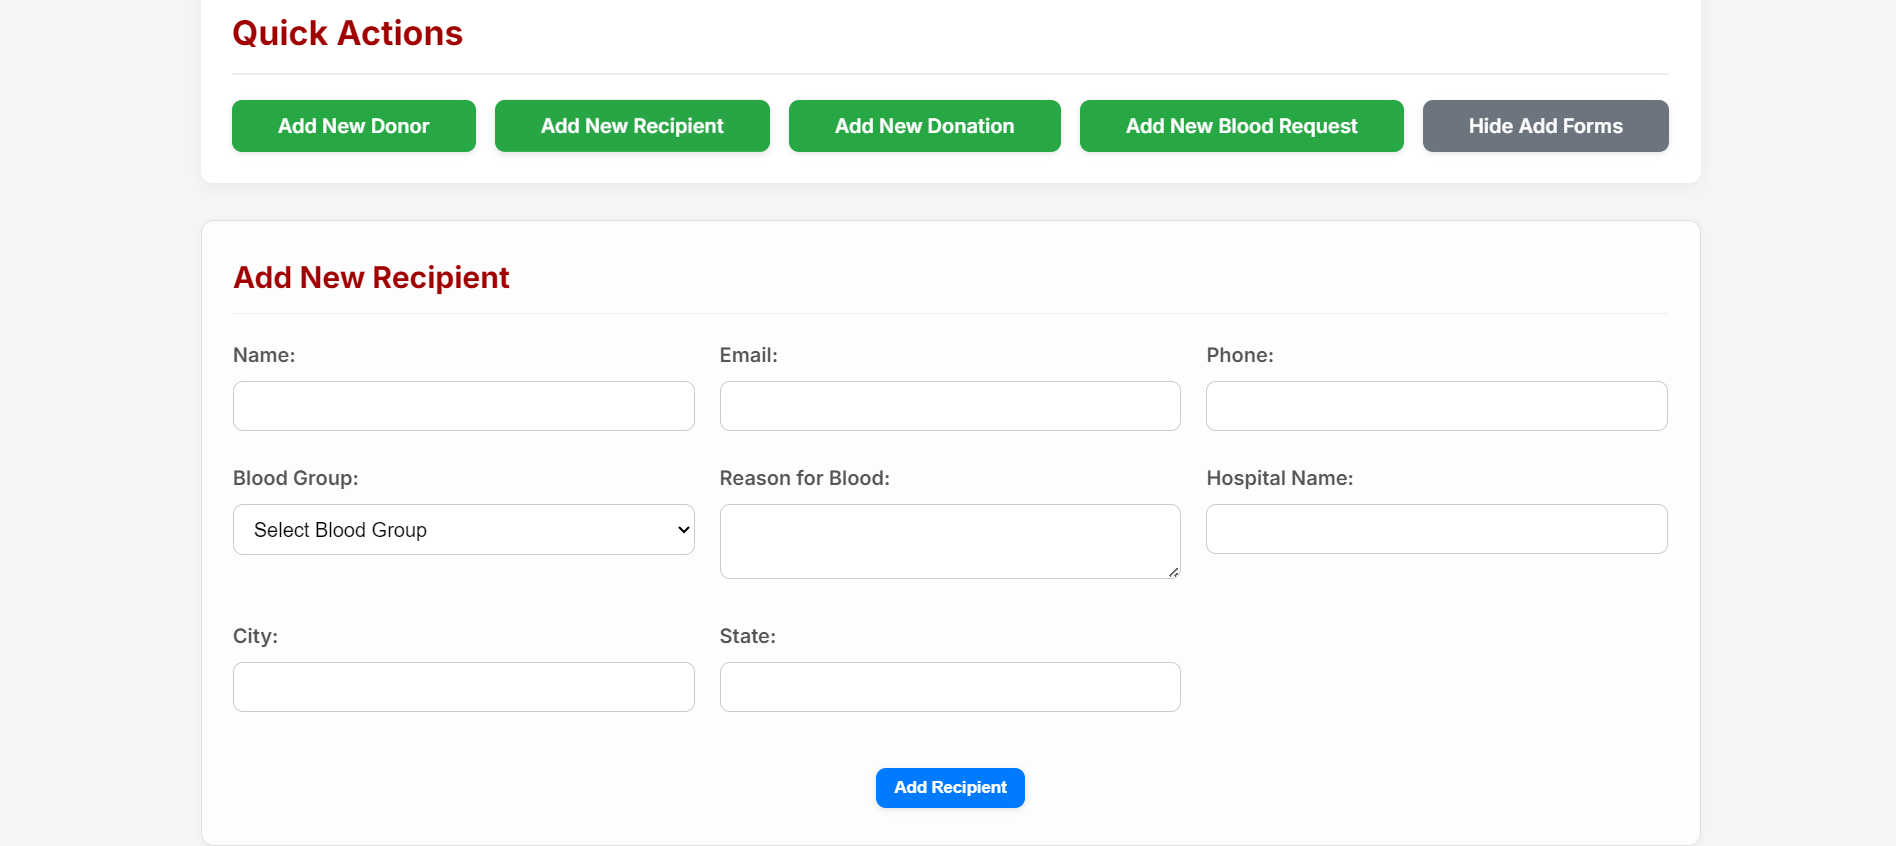 Quick Actions
Add New Donor Add New Recipient Add New Donation Add New Blood Request Hide Add Forms
Add New Recipient
Name: Email: Phone:
Blood Group: Reason for Blood: Hospital Name:
Select Blood Group
City: State:
Add Recipient